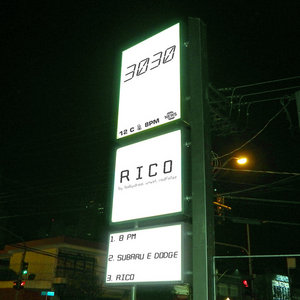 3030
12 C 8PM
RICO
1. 8 PM
2. SUBARU E DODGE
3. RICO